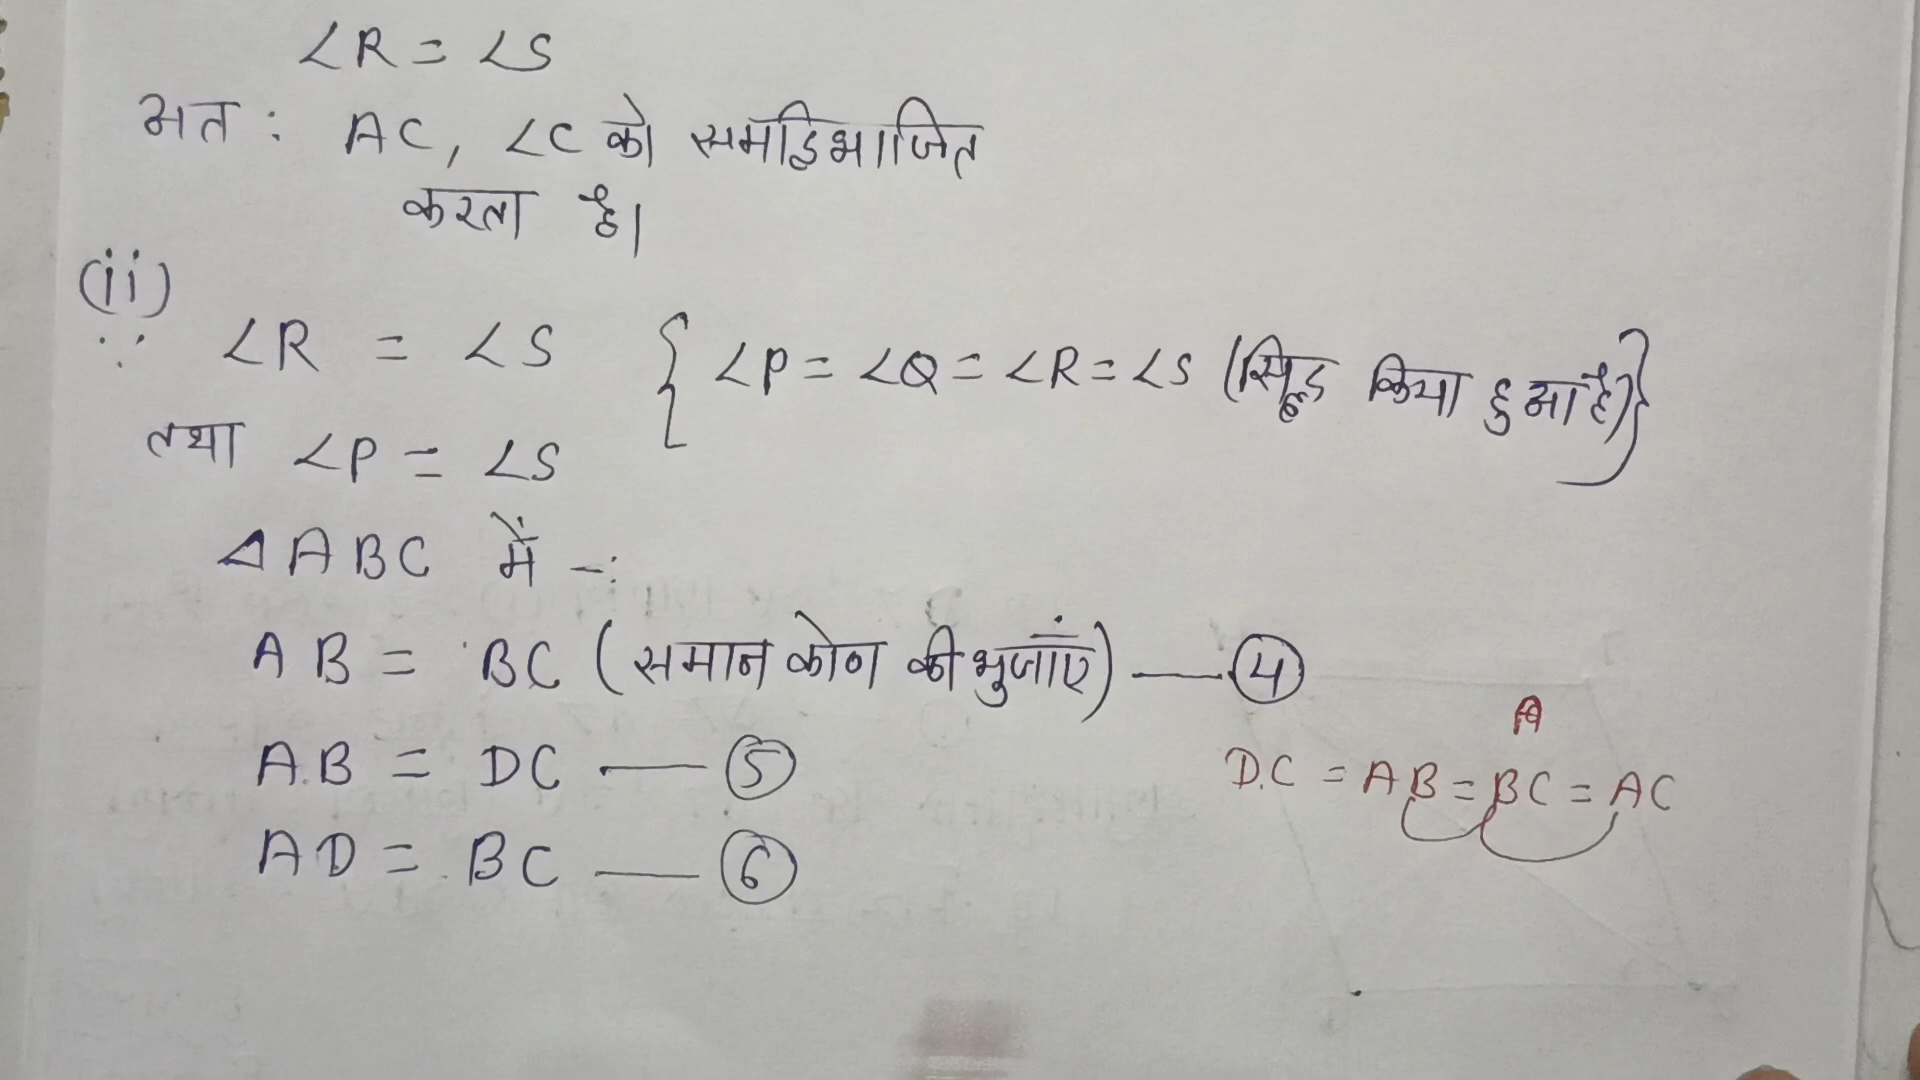 ∠R = ∠S
अत : AC, ∠C को समद्विभाजित
करता है।
(ii)
∵ ∠R = ∠S { ∠P = ∠Q = ∠R = ∠S (सिद्ध किया हुआ है) }
तथा ∠P = ∠S
△ABC में -:
AB = BC (समान कोण की भुजाएं) — ④
AB = DC — ⑤
A
D.C = AB = BC = AC
AD = BC — ⑥